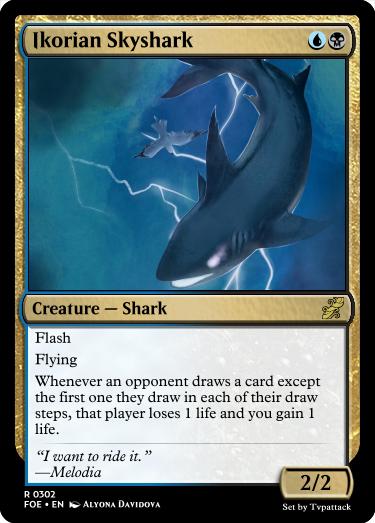 Ikorian Skyshark
Creature — Shark
Flash
Flying
Whenever an opponent draws a card except
the first one they draw in each of their draw
steps, that player loses 1 life and you gain 1
life.
“I want to ride it.”
—Melodia
2/2
R 0302
FOE • EN Alyona Davidova
Set by Tvpattack